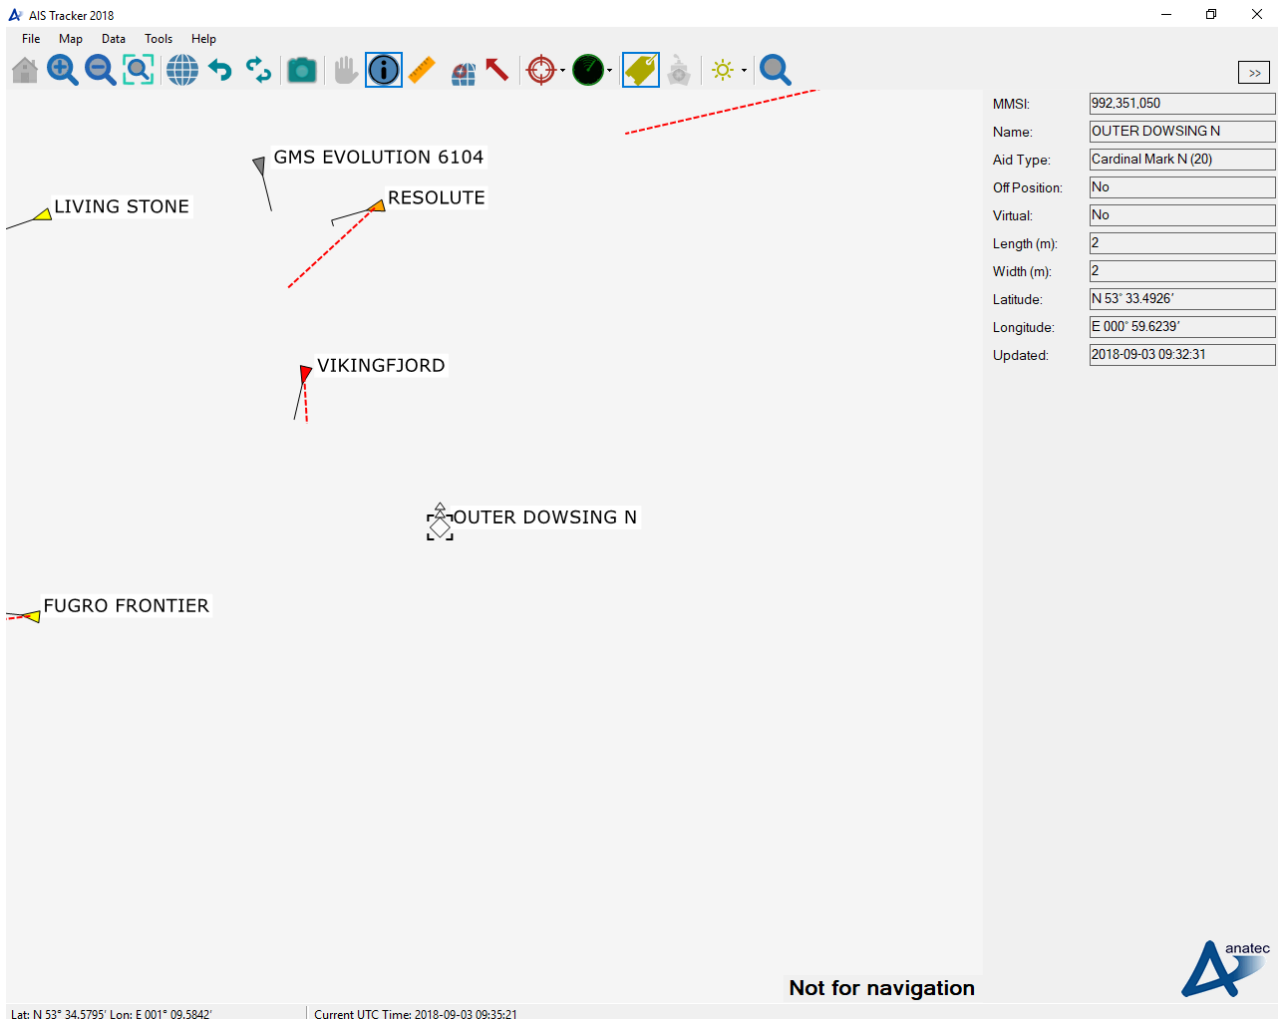 AIS Tracker 2018
File Map Data Tools Help
>>
GMS EVOLUTION 6104
RESOLUTE
LIVING STONE
VIKINGFJORD
OUTER DOWSING N
FUGRO FRONTIER
MMSI: 992,351,050
Name: OUTER DOWSING N
Aid Type: Cardinal Mark N (20)
Off Position: No
Virtual: No
Length (m): 2
Width (m): 2
Latitude: N 53° 33.4926'
Longitude: E 000° 59.6239'
Updated: 2018-09-03 09:32:31
anatec
Not for navigation
Lat: N 53° 34.5795' Lon: E 001° 09.5842' Current UTC Time: 2018-09-03 09:35:21